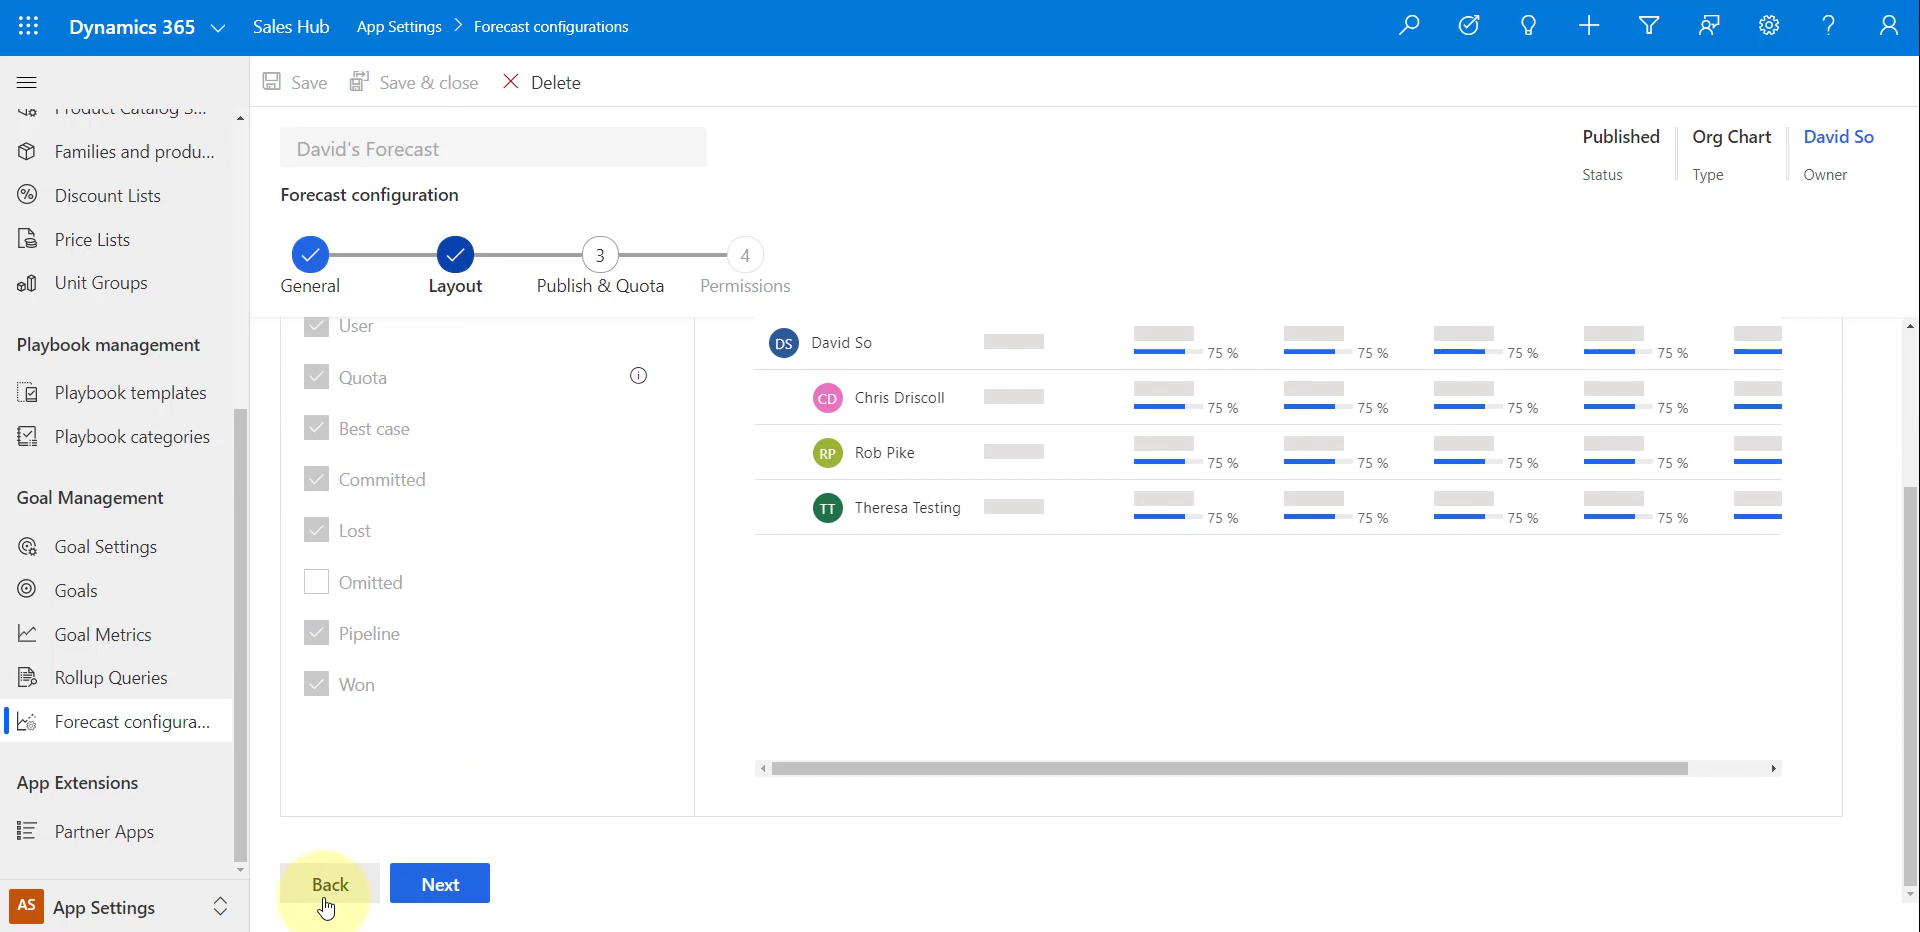 Dynamics 365 Sales Hub App Settings Forecast configurations
Save Save & close Delete
Product Catalog S...
Families and produ...
Discount Lists
Price Lists
Unit Groups
Playbook management
Playbook templates
Playbook categories
Goal Management
Goal Settings
Goals
Goal Metrics
Rollup Queries
Forecast configura...
App Extensions
Partner Apps
AS App Settings
David's Forecast
Published
Status
Org Chart
Type
David So
Owner
Forecast configuration
3
4
General
Layout
Publish & Quota
Permissions
User
Quota
Best case
Committed
Lost
Omitted
Pipeline
Won
DS David So 75 % 75 % 75 % 75 %
CD Chris Driscoll 75 % 75 % 75 % 75 %
RP Rob Pike 75 % 75 % 75 % 75 %
TT Theresa Testing 75 % 75 % 75 % 75 %
Back Next